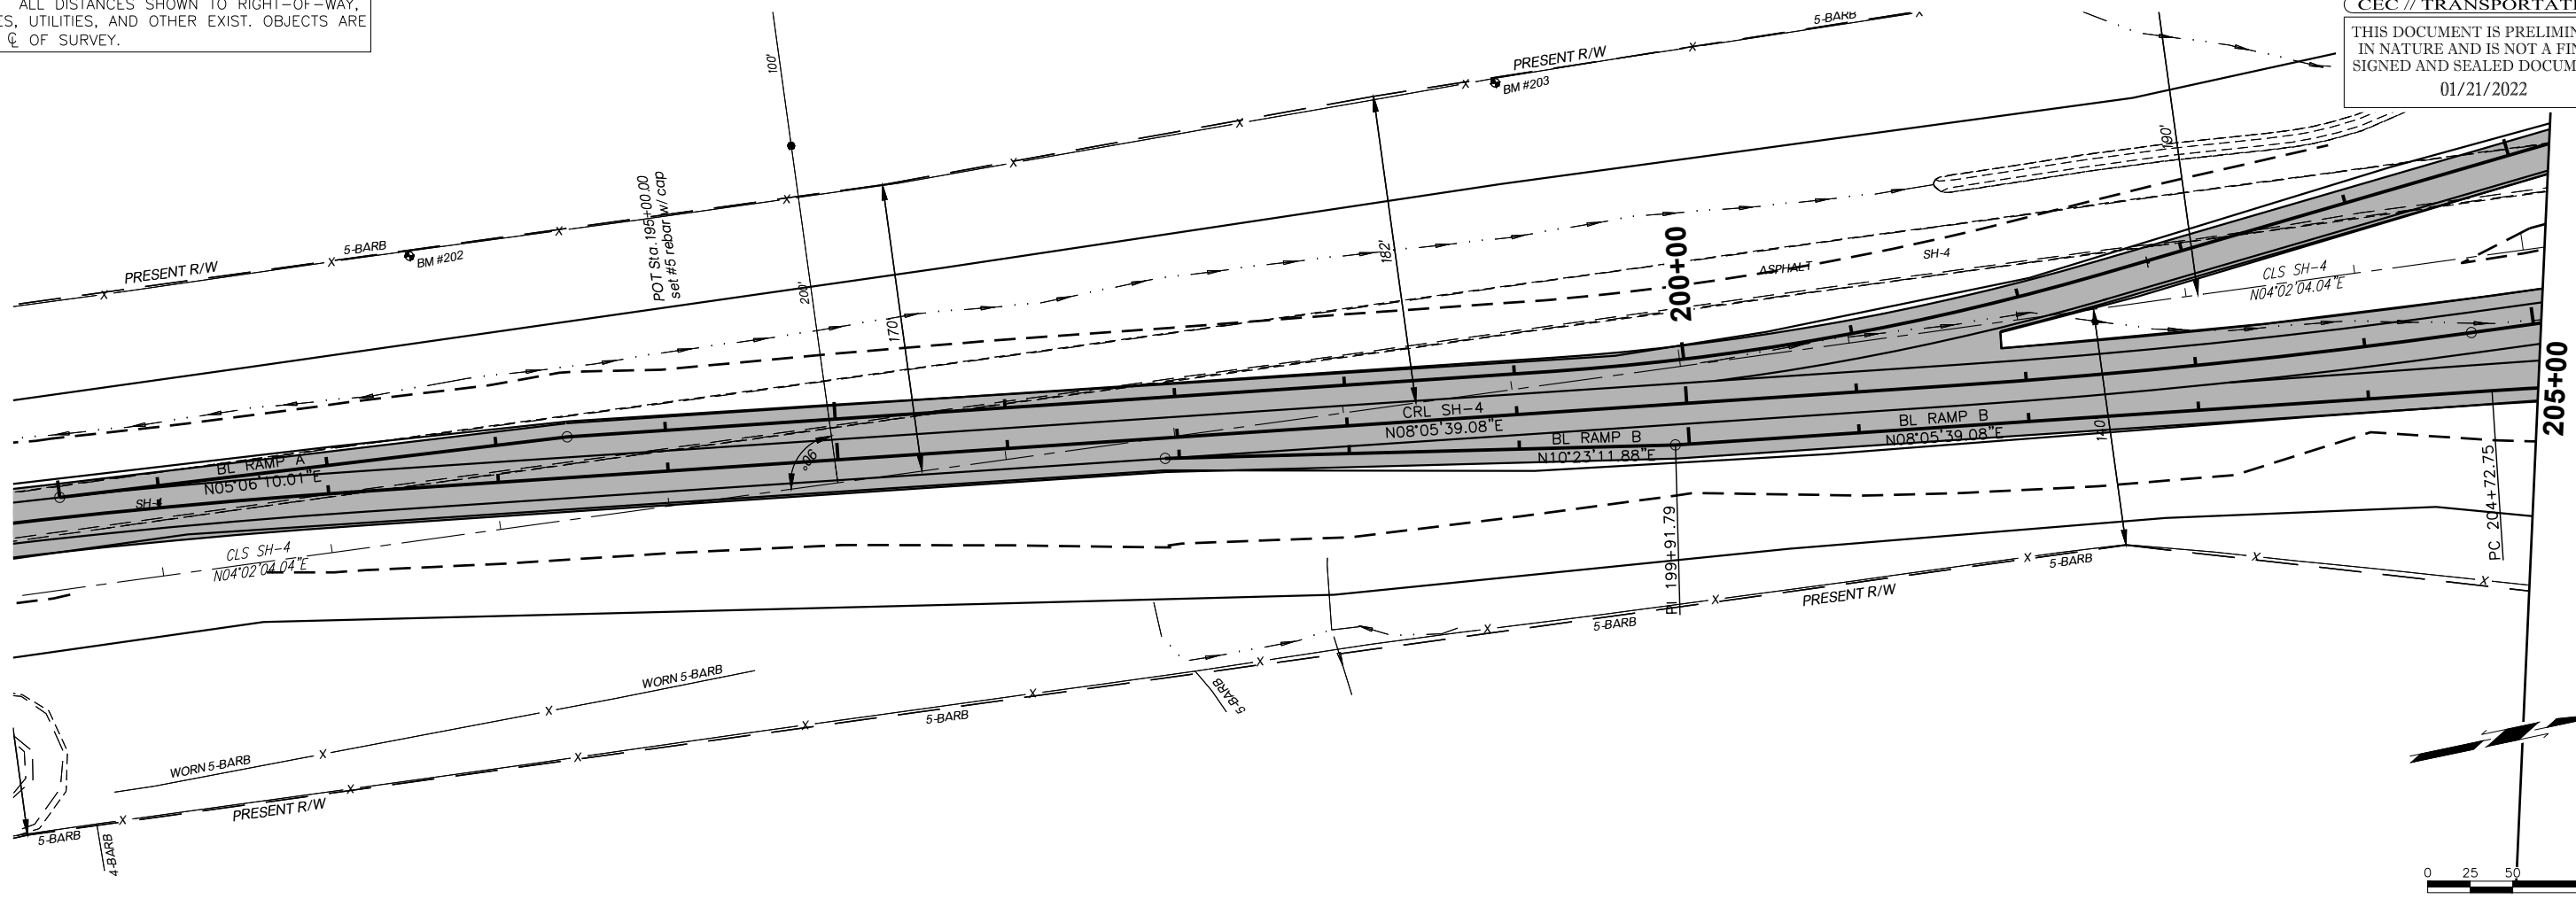 ALL DISTANCES SHOWN TO RIGHT-OF-WAY,
ES, UTILITIES, AND OTHER EXIST. OBJECTS ARE
℄ OF SURVEY.
CEC // TRANSPORTATI
THIS DOCUMENT IS PRELIMIN
IN NATURE AND IS NOT A FIN
SIGNED AND SEALED DOCUM
01/21/2022
100'
5-BARB
PRESENT R/W
BM #203
190'
POT Sta.195+00.00
set #5 rebar w/ cap
5-BARB
BM #202
PRESENT R/W
200'
170'
182'
200+00
ASPHALT
SH-4
CLS SH-4
N04°02'04.04"E
205+00
BL RAMP A
N05°06'10.01"E
SH-4
90°
CRL SH-4
N08°05'39.08"E
BL RAMP B
N10°23'11.88"E
BL RAMP B
N08°05'39.08"E
140'
PC 204+72.75
PI 199+91.79
CLS SH-4
N04°02'04.04"E
5-BARB
PRESENT R/W
5-BARB
WORN 5-BARB
5-BARB
5-BARB
WORN 5-BARB
PRESENT R/W
5-BARB
4-BARB
0 25 50